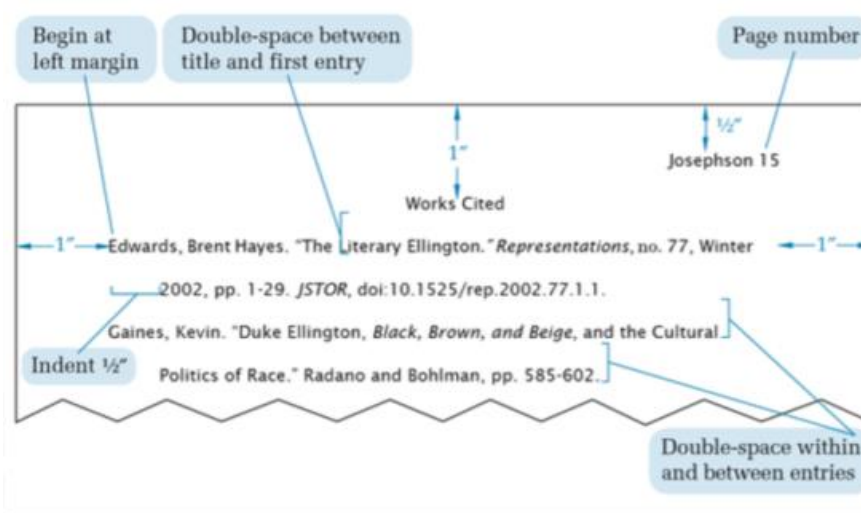 Begin at
left margin
Double-space between
title and first entry
Page number
½"
1"
Josephson 15
Works Cited
1"
Edwards, Brent Hayes. "The Literary Ellington." Representations, no. 77, Winter
1"
2002, pp. 1-29. JSTOR, doi:10.1525/rep.2002.77.1.1.
Gaines, Kevin. "Duke Ellington, Black, Brown, and Beige, and the Cultural
Indent ½"
Politics of Race." Radano and Bohlman, pp. 585-602.
Double-space within
and between entries